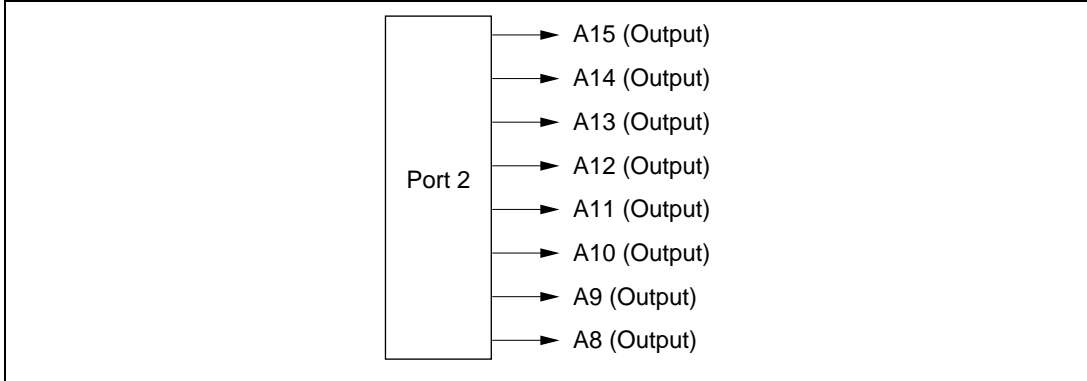 A15 (Output)
A14 (Output)
A13 (Output)
A12 (Output)
Port 2
A11 (Output)
A10 (Output)
A9 (Output)
A8 (Output)